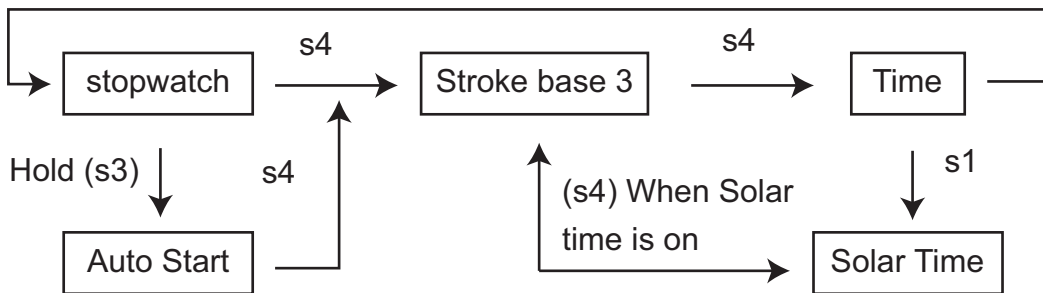 s4
s4
stopwatch
Stroke base 3
Time
Hold (s3)
s4
s1
(s4) When Solar
time is on
Auto Start
Solar Time